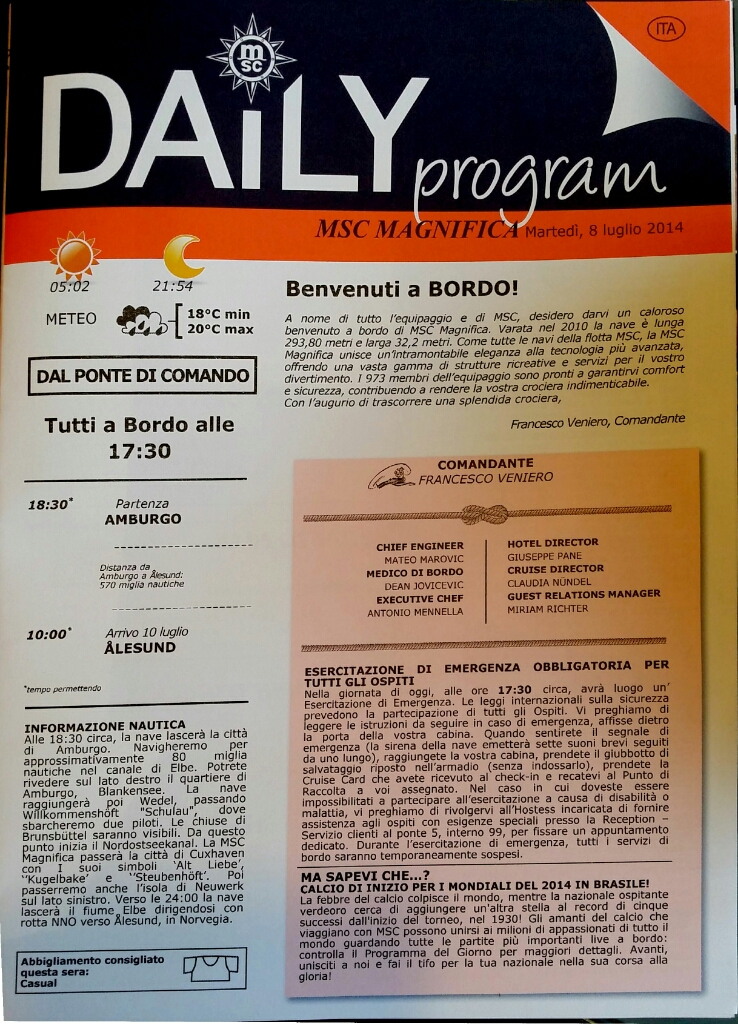 ITA
msc
DAiLY
program
MSC MAGNIFICA Martedì, 8 luglio 2014
05:02
21:54
METEO
18°C min
20°C max
DAL PONTE DI COMANDO
Tutti a Bordo alle
17:30
18:30*
Partenza
AMBURGO
Distanza da
Amburgo a Ålesund:
570 miglia nautiche
10:00*
Arrivo 10 luglio
ÅLESUND
*tempo permettendo
INFORMAZIONE NAUTICA
Alle 18:30 circa, la nave lascerà la città
di Amburgo. Navigheremo per
approssimativamente 80 miglia
nautiche nel canale di Elbe. Potrete
rivedere sul lato destro il quartiere di
Amburgo, Blankensee. La nave
raggiungerà poi Wedel, passando
Willkommenshöft "Schulau", dove
sbarcheremo due piloti. Le chiuse di
Brunsbüttel saranno visibili. Da questo
punto inizia il Nordostseekanal. La MSC
Magnifica passerà la città di Cuxhaven
con I suoi simboli 'Alt Liebe',
''Kugelbake' e ''Steubenhöft'. Poi
passeremo anche l'isola di Neuwerk
sul lato sinistro. Verso le 24:00 la nave
lascerà il fiume Elbe dirigendosi con
rotta NNO verso Ålesund, in Norvegia.
Abbigliamento consigliato
questa sera:
Casual
Benvenuti a BORDO!
A nome di tutto l'equipaggio e di MSC, desidero darvi un caloroso
benvenuto a bordo di MSC Magnifica. Varata nel 2010 la nave è lunga
293,80 metri e larga 32,2 metri. Come tutte le navi della flotta MSC, la MSC
Magnifica unisce un'intramontabile eleganza alla tecnologia più avanzata,
offrendo una vasta gamma di strutture ricreative e servizi per il vostro
divertimento. I 973 membri dell'equipaggio sono pronti a garantirvi comfort
e sicurezza, contribuendo a rendere la vostra crociera indimenticabile.
Con l'augurio di trascorrere una splendida crociera,
Francesco Veniero, Comandante
COMANDANTE
FRANCESCO VENIERO
CHIEF ENGINEER
MATEO MAROVIC
MEDICO DI BORDO
DEAN JOVICEVIC
EXECUTIVE CHEF
ANTONIO MENNELLA
HOTEL DIRECTOR
GIUSEPPE PANE
CRUISE DIRECTOR
CLAUDIA NÜNDEL
GUEST RELATIONS MANAGER
MIRIAM RICHTER
ESERCITAZIONE DI EMERGENZA OBBLIGATORIA PER
TUTTI GLI OSPITI
Nella giornata di oggi, alle ore 17:30 circa, avrà luogo un'
Esercitazione di Emergenza. Le leggi internazionali sulla sicurezza
prevedono la partecipazione di tutti gli Ospiti. Vi preghiamo di
leggere le istruzioni da seguire in caso di emergenza, affisse dietro
la porta della vostra cabina. Quando sentirete il segnale di
emergenza (la sirena della nave emetterà sette suoni brevi seguiti
da uno lungo), raggiungete la vostra cabina, prendete il giubbotto di
salvataggio riposto nell'armadio (senza indossarlo), prendete la
Cruise Card che avete ricevuto al check-in e recatevi al Punto di
Raccolta a voi assegnato. Nel caso in cui doveste essere
impossibilitati a partecipare all'esercitazione a causa di disabilità o
malattia, vi preghiamo di rivolgervi all'Hostess incaricata di fornire
assistenza agli ospiti con esigenze speciali presso la Reception –
Servizio clienti al ponte 5, interno 99, per fissare un appuntamento
dedicato. Durante l'esercitazione di emergenza, tutti i servizi di
bordo saranno temporaneamente sospesi.
MA SAPEVI CHE...?
CALCIO DI INIZIO PER I MONDIALI DEL 2014 IN BRASILE!
La febbre del calcio colpisce il mondo, mentre la nazionale ospitante
verdeoro cerca di aggiungere un'altra stella al record di cinque
successi dall'inizio del torneo, nel 1930! Gli amanti del calcio che
viaggiano con MSC possono unirsi ai milioni di appassionati di tutto il
mondo guardando tutte le partite più importanti live a bordo:
controlla il Programma del Giorno per maggiori dettagli. Avanti,
unisciti a noi e fai il tifo per la tua nazionale nella sua corsa alla
gloria!